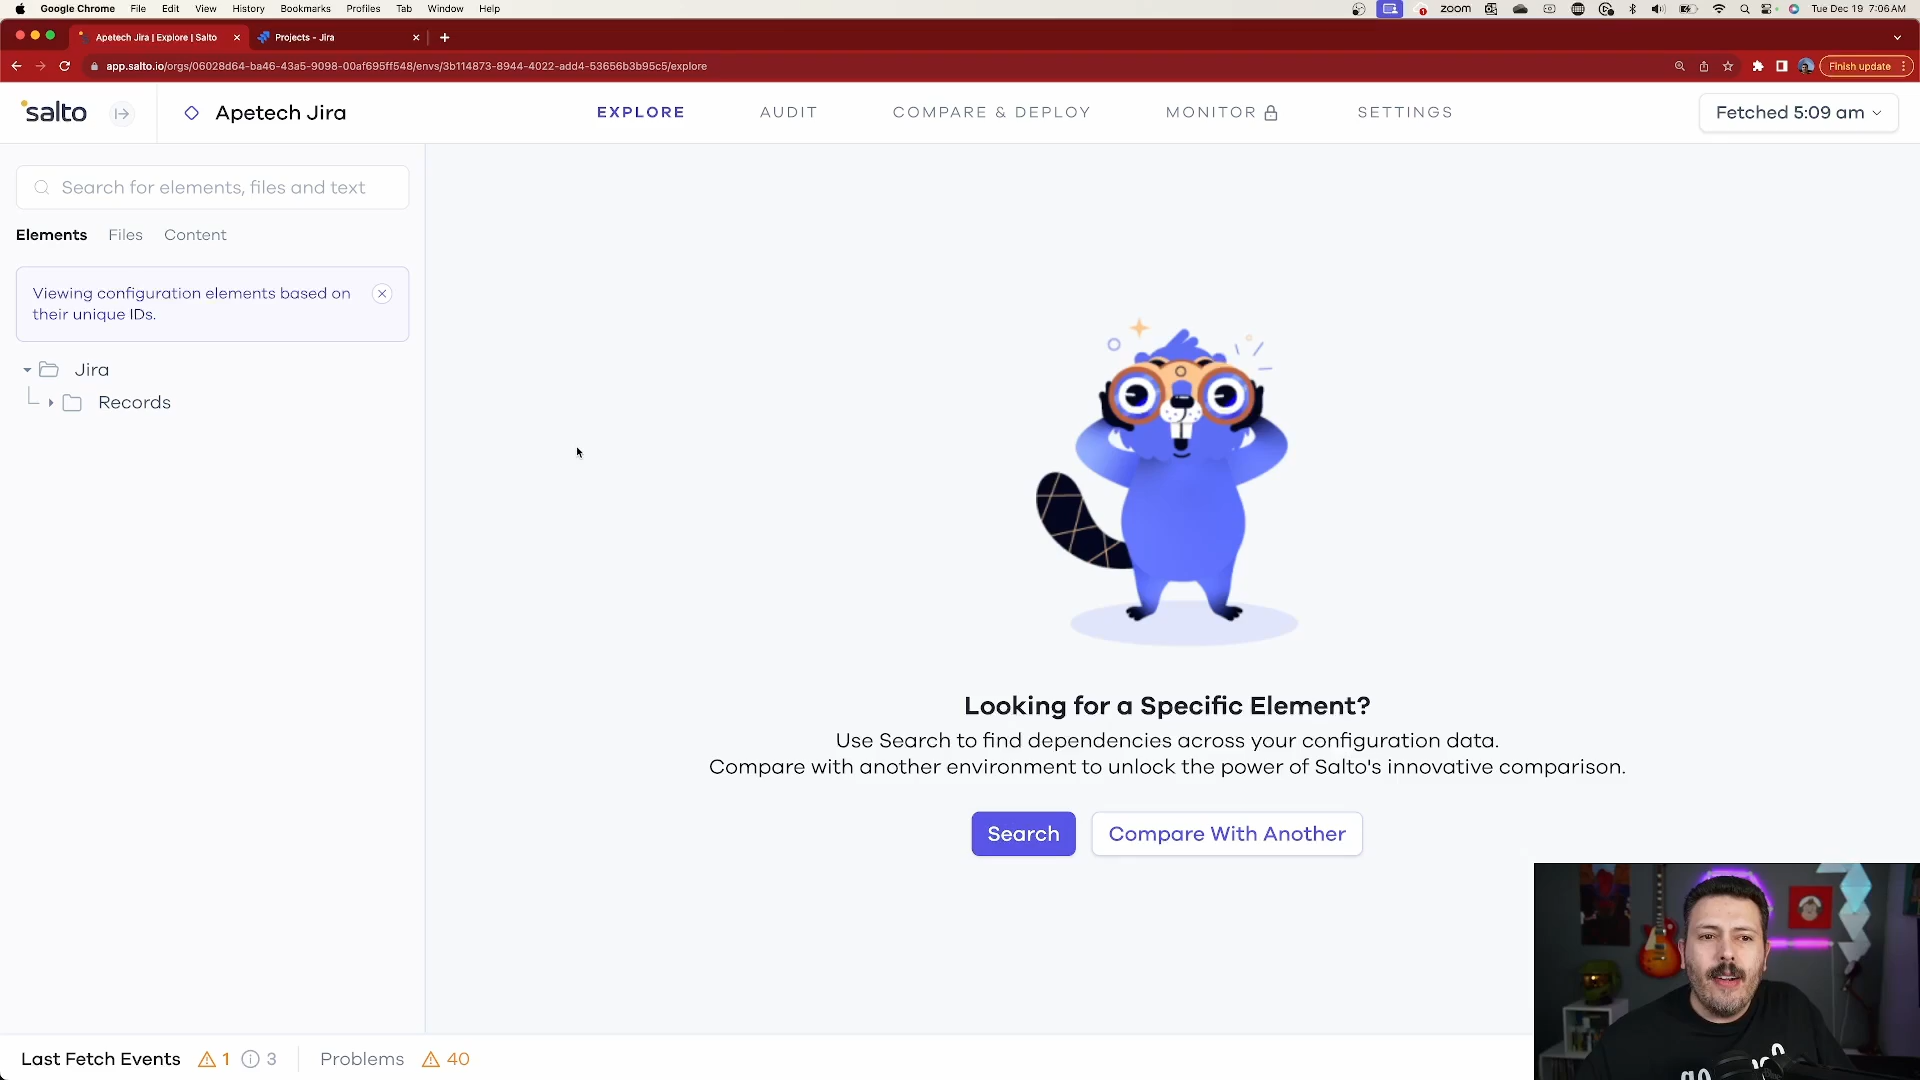 Google Chrome File Edit View History Bookmarks Profiles Tab Window Help
zoom
Tue Dec 19 7:06 AM
Apetech Jira | Explore | Salto
Projects - Jira
app.salto.io/orgs/06028d64-ba46-43a5-9098-00af695ff548/envs/3b114873-8944-4022-add4-53656b3b95c5/explore
Finish update
salto
Apetech Jira
EXPLORE
AUDIT
COMPARE & DEPLOY
MONITOR
SETTINGS
Fetched 5:09 am
Search for elements, files and text
Elements Files Content
Viewing configuration elements based on
their unique IDs.
Jira
Records
Looking for a Specific Element?
Use Search to find dependencies across your configuration data.
Compare with another environment to unlock the power of Salto's innovative comparison.
Search
Compare With Another
Last Fetch Events 1 3
Problems 40